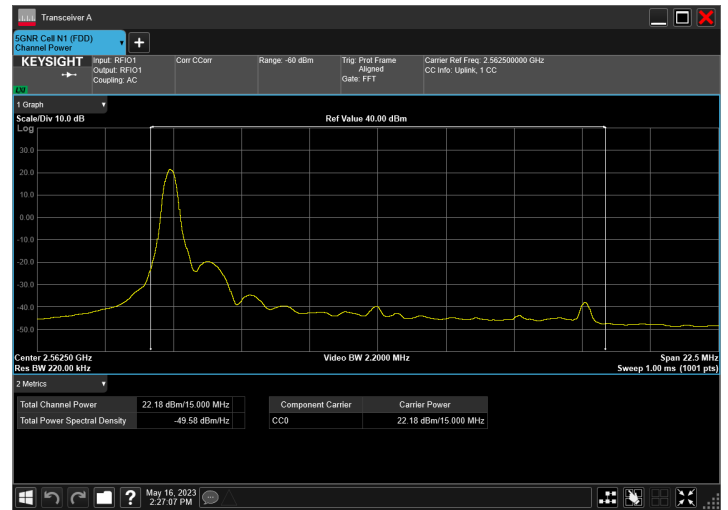 Transceiver A
5GNR Cell N1 (FDD)
Channel Power
KEYSIGHT
LXI
Input: RFIO1
Output: RFIO1
Coupling: AC
Corr CCorr
Range: -60 dBm
Trig: Prot Frame
Aligned
Gate: FFT
Carrier Ref Freq: 2.562500000 GHz
CC Info: Uplink, 1 CC
1 Graph
Scale/Div 10.0 dB
Ref Value 40.00 dBm
Log
30.0
20.0
10.0
0.00
-10.0
-20.0
-30.0
-40.0
-50.0
Center 2.56250 GHz
Video BW 2.2000 MHz
Span 22.5 MHz
Res BW 220.00 kHz
Sweep 1.00 ms (1001 pts)
2 Metrics
Total Channel Power 22.18 dBm/15.000 MHz
Total Power Spectral Density -49.58 dBm/Hz
Component Carrier Carrier Power
CC0 22.18 dBm/15.000 MHz
?
May 16, 2023
2:27:07 PM